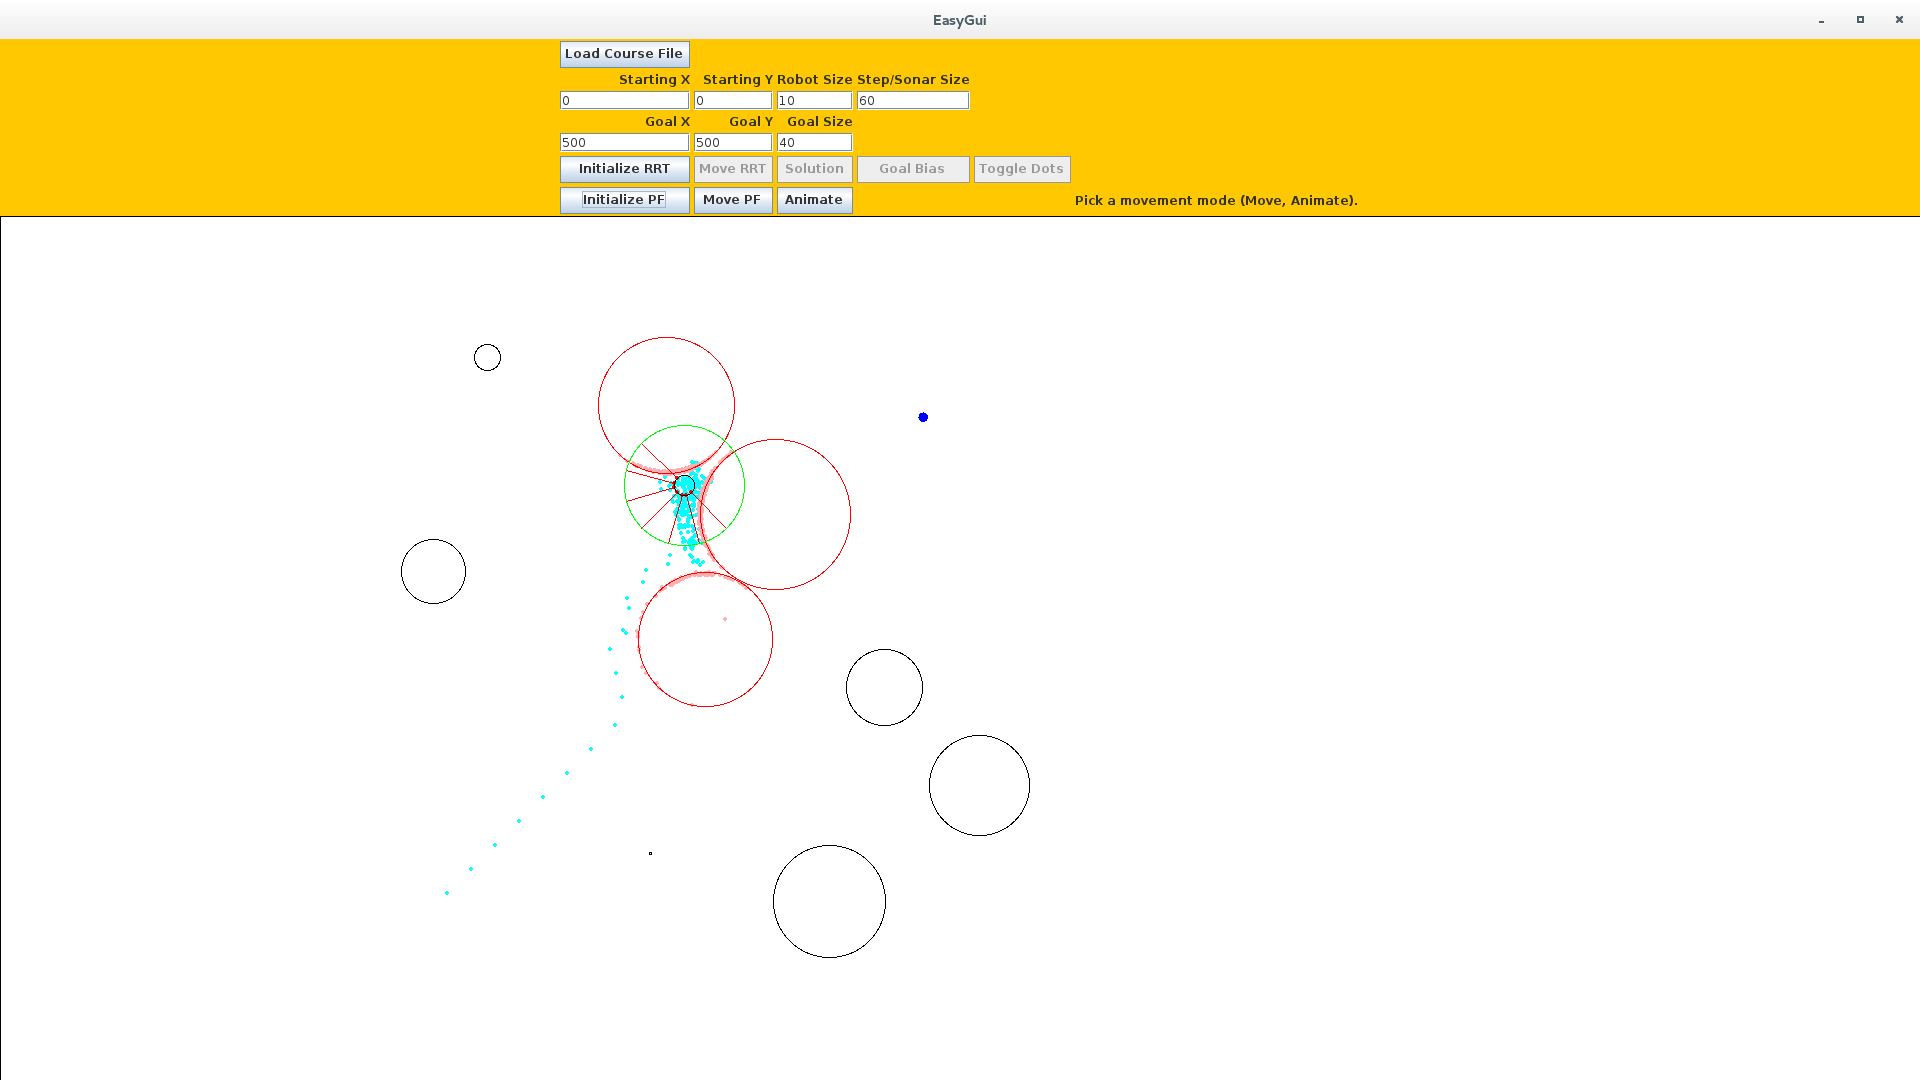 EasyGui
Load Course File
Starting X Starting Y Robot Size Step/Sonar Size
0 0 10 60
Goal X Goal Y Goal Size
500 500 40
Initialize RRT Move RRT Solution Goal Bias Toggle Dots
Initialize PF Move PF Animate Pick a movement mode (Move, Animate).